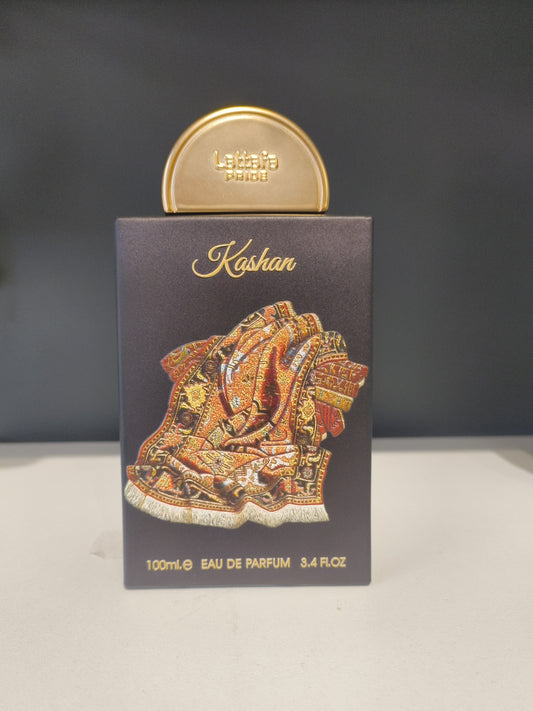 Lattafa
PRIDE
Kashan
100ml.e EAU DE PARFUM 3.4 Fl.OZ